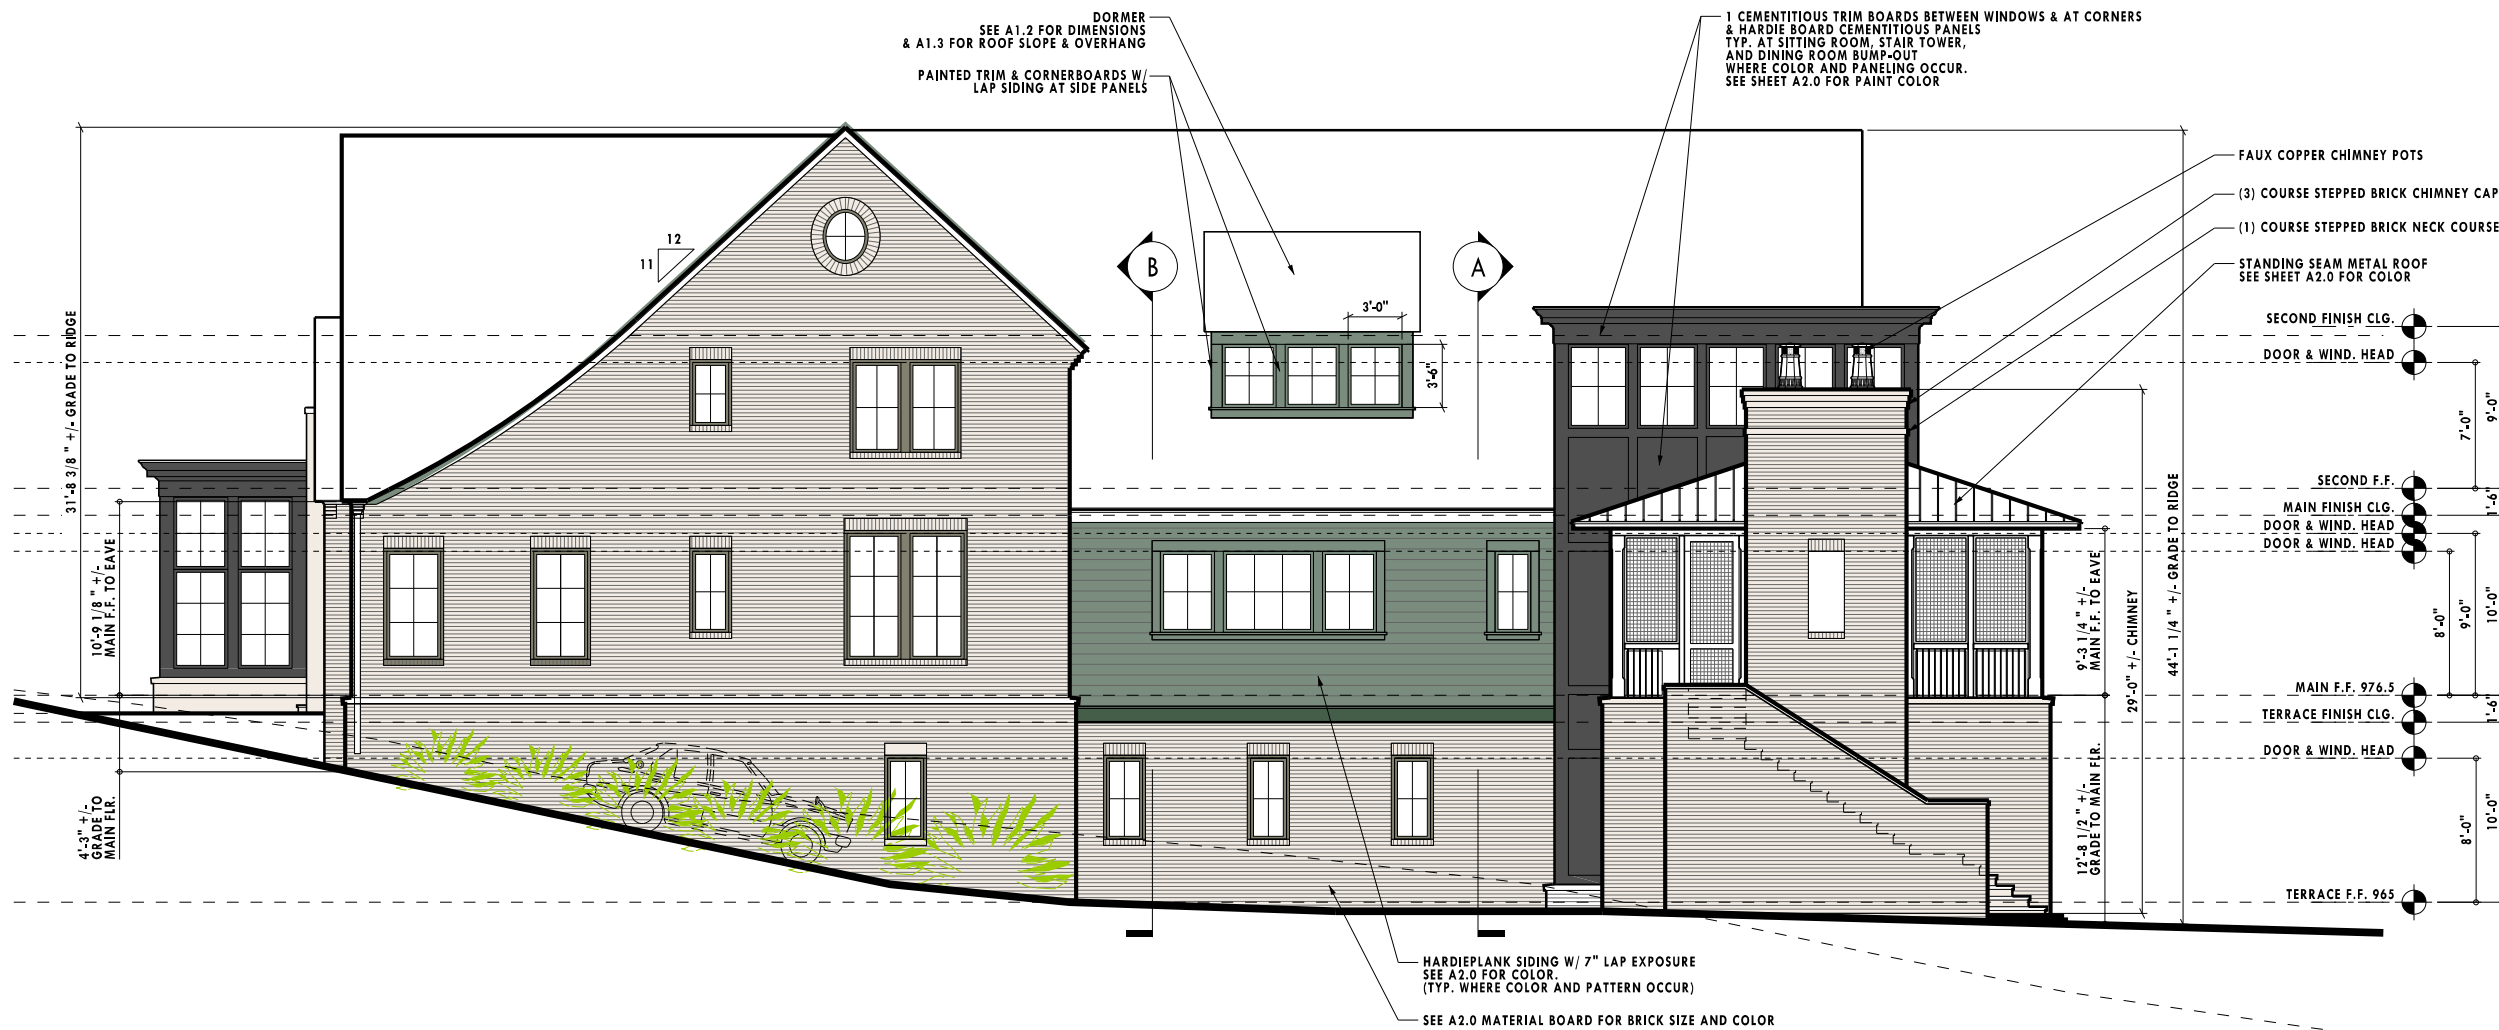 DORMER
SEE A1.2 FOR DIMENSIONS
& A1.3 FOR ROOF SLOPE & OVERHANG
PAINTED TRIM & CORNERBOARDS W/
LAP SIDING AT SIDE PANELS
1 CEMENTITIOUS TRIM BOARDS BETWEEN WINDOWS & AT CORNERS
& HARDIE BOARD CEMENTITIOUS PANELS
TYP. AT SITTING ROOM, STAIR TOWER,
AND DINING ROOM BUMP-OUT
WHERE COLOR AND PANELING OCCUR.
SEE SHEET A2.0 FOR PAINT COLOR
FAUX COPPER CHIMNEY POTS
(3) COURSE STEPPED BRICK CHIMNEY CAP
(1) COURSE STEPPED BRICK NECK COURSE
STANDING SEAM METAL ROOF
SEE SHEET A2.0 FOR COLOR
12
11
B
A
3'-0"
3'-6"
31'-8 3/8 " +/- GRADE TO RIDGE
10'-9 1/8 " +/-
MAIN F.F. TO EAVE
4'-3" +/-
GRADE TO
MAIN FLR.
SECOND FINISH CLG.
DOOR & WIND. HEAD
SECOND F.F.
MAIN FINISH CLG.
DOOR & WIND. HEAD
DOOR & WIND. HEAD
MAIN F.F. 976.5
TERRACE FINISH CLG.
DOOR & WIND. HEAD
TERRACE F.F. 965
7'-0"
9'-0"
1'-6"
8'-0"
9'-0"
10'-0"
1'-6"
8'-0"
10'-0"
9'-3 1/4 " +/-
MAIN F.F. TO EAVE
12'-8 1/2 " +/-
GRADE TO MAIN FLR.
29'-0" +/- CHIMNEY
44'-1 1/4 " +/- GRADE TO RIDGE
HARDIEPLANK SIDING W/ 7" LAP EXPOSURE
SEE A2.0 FOR COLOR.
(TYP. WHERE COLOR AND PATTERN OCCUR)
SEE A2.0 MATERIAL BOARD FOR BRICK SIZE AND COLOR